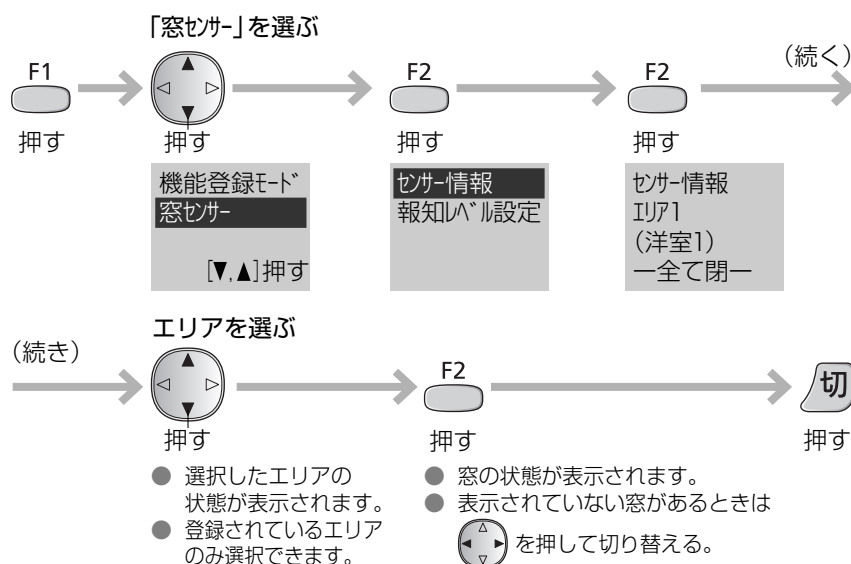 「窓ｾﾝｻｰ」を選ぶ
F1
F2
F2
（続く）
押す
押す
押す
押す
機能登録ﾓｰﾄﾞ
窓ｾﾝｻｰ
[▼,▲]押す
ｾﾝｻｰ情報
報知ﾚﾍﾞﾙ設定
ｾﾝｻｰ情報
ｴﾘｱ1
(洋室1)
ー全て閉ー
（続き）
エリアを選ぶ
F2
切
押す
押す
押す
● 選択したエリアの
状態が表示されます。
● 登録されているエリア
のみ選択できます。
● 窓の状態が表示されます。
● 表示されていない窓があるときは
を押して切り替える。